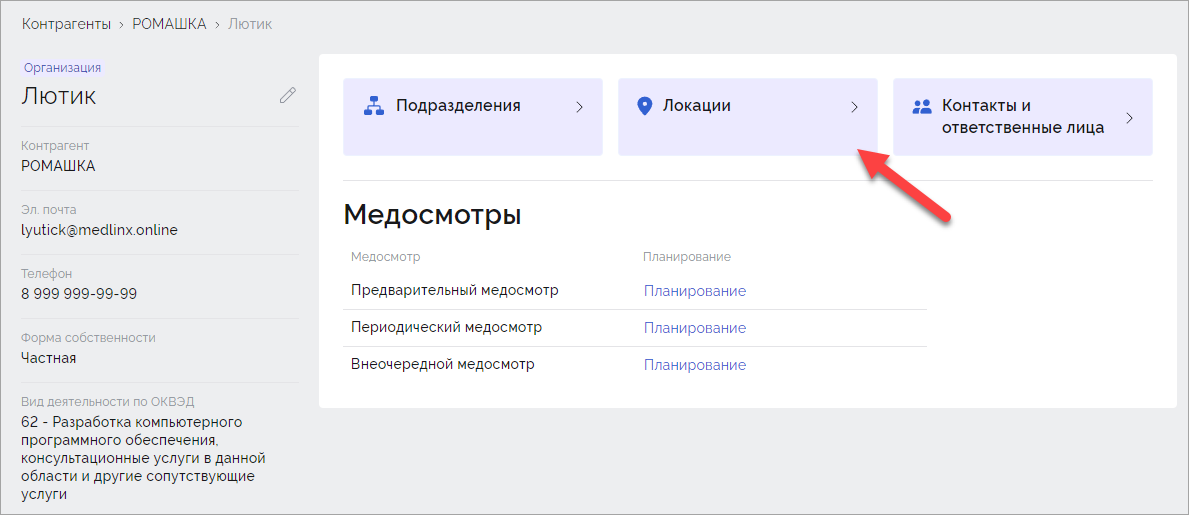 Контрагенты › РОМАШКА › Лютик
Организация
Лютик
Контрагент
РОМАШКА
Эл. почта
lyutick@medlinx.online
Телефон
8 999 999-99-99
Форма собственности
Частная
Вид деятельности по ОКВЭД
62 - Разработка компьютерного
программного обеспечения,
консультационные услуги в данной
области и другие сопутствующие
услуги
Подразделения
Локации
Контакты и
ответственные лица
Медосмотры
Медосмотр Планирование
Предварительный медосмотр Планирование
Периодический медосмотр Планирование
Внеочередной медосмотр Планирование